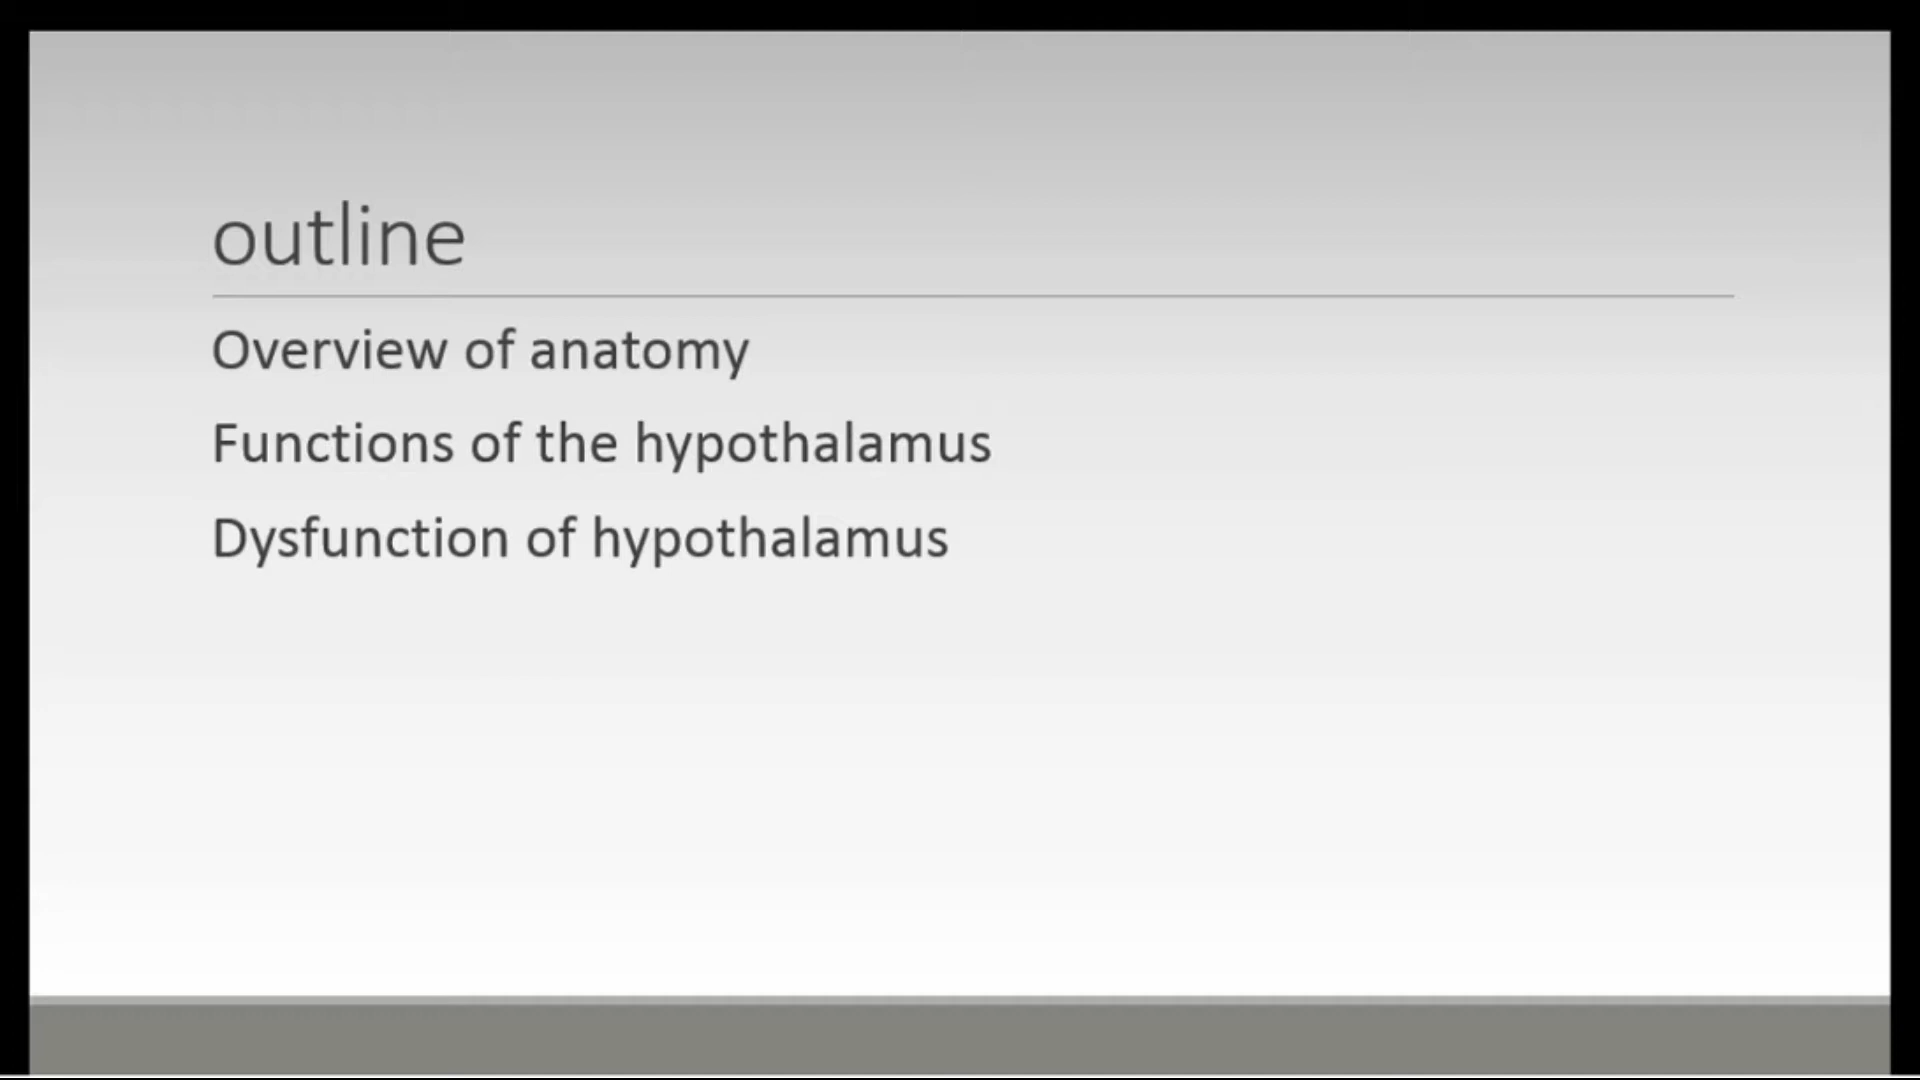 outline
Overview of anatomy
Functions of the hypothalamus
Dysfunction of hypothalamus